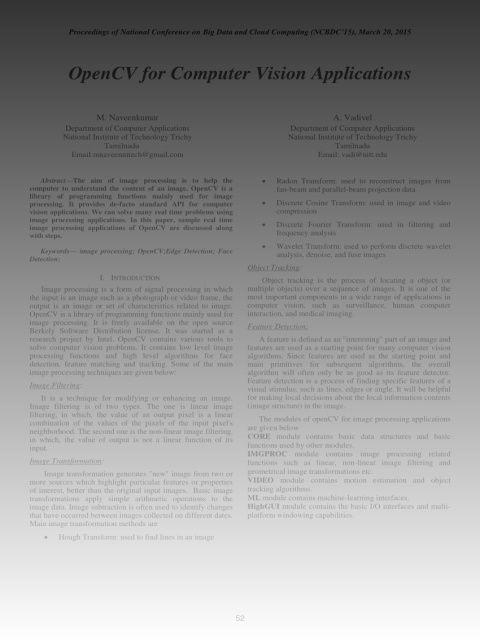 Proceedings of National Conference on Big Data and Cloud Computing (NCBDC'15), March 20, 2015
OpenCV for Computer Vision Applications
M. Naveenkumar
Department of Computer Applications
National Institute of Technology Trichy
Tamilnadu
Email:mnaveenmtech@gmail.com
A. Vadivel
Department of Computer Applications
National Institute of Technology Trichy
Tamilnadu
Email: vadi@nitt.edu
Abstract—The aim of image processing is to help the
computer to understand the content of an image. OpenCV is a
library of programming functions mainly used for image
processing. It provides de-facto standard API for computer
vision applications. We can solve many real time problems using
image processing applications. In this paper, sample real time
image processing applications of OpenCV are discussed along
with steps.
Keywords— image processing; OpenCV;Edge Detection; Face
Detection;
I. INTRODUCTION
Image processing is a form of signal processing in which
the input is an image such as a photograph or video frame, the
output is an image or set of characteristics related to image.
OpenCV is a library of programming functions mainly used for
image processing. It is freely available on the open source
Berkely Software Distribution license. It was started as a
research project by Intel. OpenCV contains various tools to
solve computer vision problems. It contains low level image
processing functions and high level algorithms for face
detection, feature matching and tracking. Some of the main
image processing techniques are given below.
Image Filtering:
It is a technique for modifying or enhancing an image.
Image filtering is of two types. The one is linear image
filtering, in which, the value of an output pixel is a linear
combination of the values of the pixels of the input pixel's
neighborhood. The second one is the non-linear image filtering,
in which, the value of output is not a linear function of its
input.
Image Transformation:
Image transformation generates "new" image from two or
more sources which highlight particular features or properties
of interest, better than the original input images. Basic image
transformations apply simple arithmetic operations to the
image data. Image subtraction is often used to identify changes
that have occurred between images collected on different dates.
Main image transformation methods are
• Hough Transform: used to find lines in an image
• Radon Transform: used to reconstruct images from
fan-beam and parallel-beam projection data
• Discrete Cosine Transform: used in image and video
compression
• Discrete Fourier Transform: used in filtering and
frequency analysis
• Wavelet Transform: used to perform discrete wavelet
analysis, denoise, and fuse images
Object Tracking:
Object tracking is the process of locating a object (or
multiple objects) over a sequence of images. It is one of the
most important components in a wide range of applications in
computer vision, such as surveillance, human computer
interaction, and medical imaging.
Feature Detection:
A feature is defined as an "interesting" part of an image and
features are used as a starting point for many computer vision
algorithms. Since features are used as the starting point and
main primitives for subsequent algorithms, the overall
algorithm will often only be as good as its feature detector.
Feature detection is a process of finding specific features of a
visual stimulus, such as lines, edges or angle. It will be helpful
for making local decisions about the local information contents
(image structure) in the image.
The modules of openCV for image processing applications
are given below
CORE module contains basic data structures and basic
functions used by other modules.
IMGPROC module contains image processing related
functions such as linear, non-linear image filtering and
geometrical image transformations etc.
VIDEO module contains motion estimation and object
tracking algorithms.
ML module contains machine-learning interfaces.
HighGUI module contains the basic I/O interfaces and multi-
platform windowing capabilities.
52